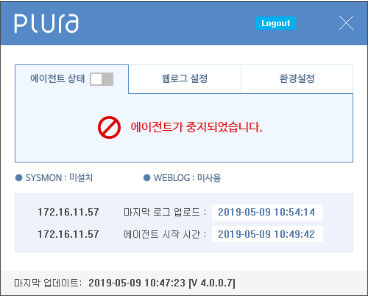 PLURA
Logout
에이전트 상태 웹로그 설정 환경설정
에이전트가 중지되었습니다.
SYSMON : 미설치 WEBLOG : 미사용
172.16.11.57 마지막 로그 업로드 : 2019-05-09 10:54:14
172.16.11.57 에이전트 시작 시간 : 2019-05-09 10:49:42
마지막 업데이트: 2019-05-09 10:47:23 [V 4.0.0.7]